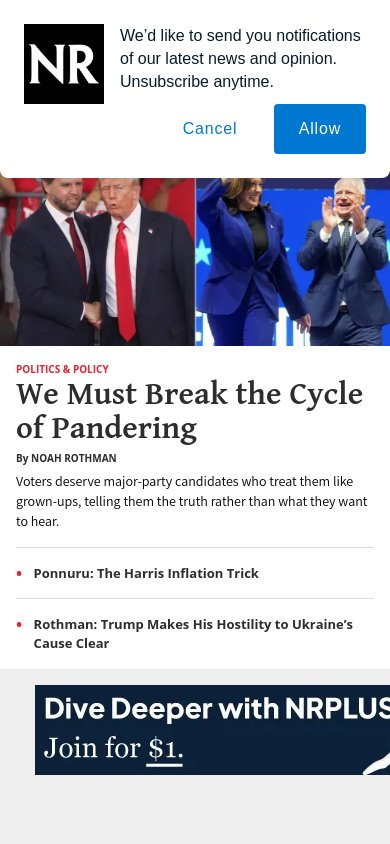 NR
We’d like to send you notifications
of our latest news and opinion.
Unsubscribe anytime.
Cancel
Allow
POLITICS & POLICY
We Must Break the Cycle
of Pandering
By NOAH ROTHMAN
Voters deserve major-party candidates who treat them like
grown-ups, telling them the truth rather than what they want
to hear.
• Ponnuru: The Harris Inflation Trick
• Rothman: Trump Makes His Hostility to Ukraine’s
Cause Clear
Dive Deeper with NRPLUS
Join for $1.